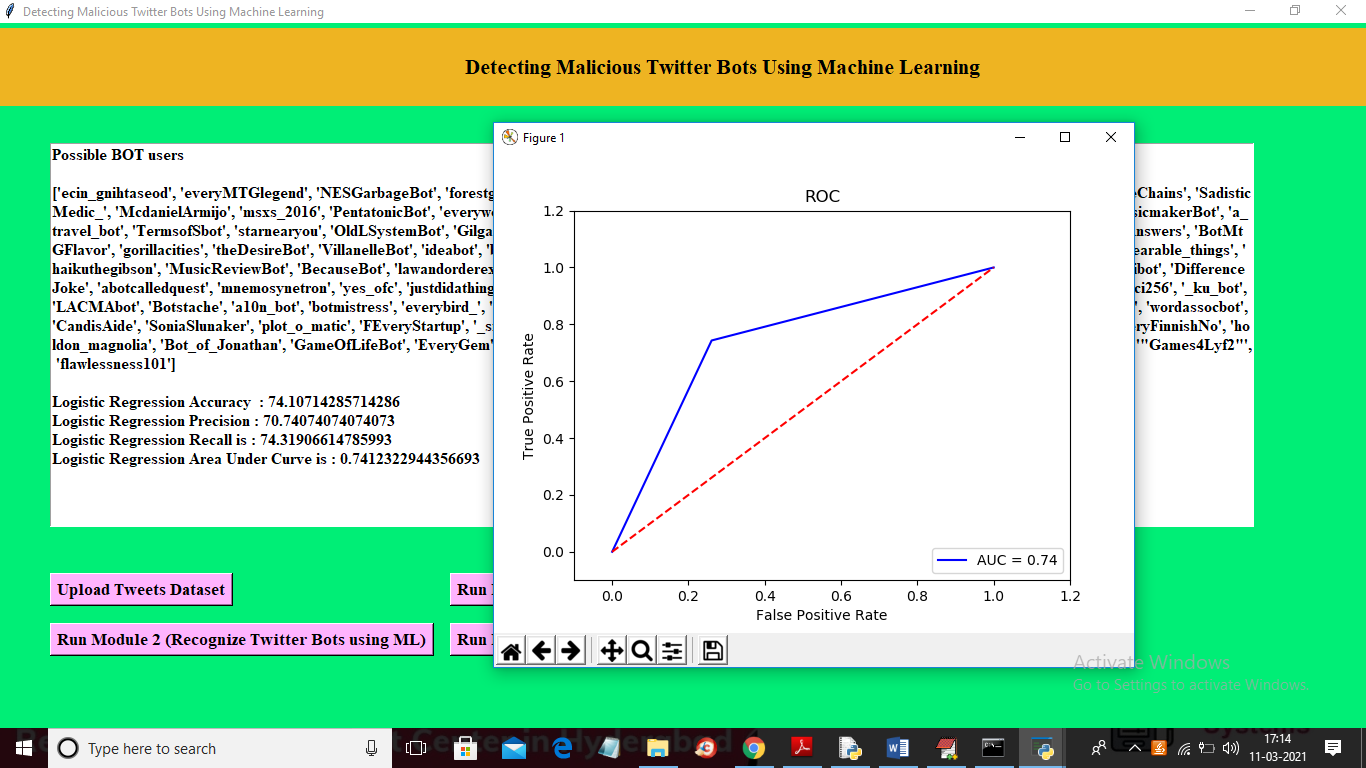 Detecting Malicious Twitter Bots Using Machine Learning
Detecting Malicious Twitter Bots Using Machine Learning
Possible BOT users
['ecin_gnihtaseod', 'everyMTGlegend', 'NESGarbageBot', 'forestg
eChains', 'Sadistic
Medic_', 'McdanielArmijo', 'msxs_2016', 'PentatonicBot', 'everyw
sicmakerBot', 'a_
travel_bot', 'TermsofSbot', 'starnearyou', 'OldLSystemBot', 'Gilga
nswers', 'BotMt
GFlavor', 'gorillacities', 'theDesireBot', 'VillanelleBot', 'ideabot',
earable_things', '
haikuthegibson', 'MusicReviewBot', 'BecauseBot', 'lawandorderex
ibot', 'Difference
Joke', 'abotcalledquest', 'mnemosynetron', 'yes_ofc', 'justdidathing
ci256', '_ku_bot',
'LACMAbot', 'Botstache', 'a10n_bot', 'botmistress', 'everybird_', '
', 'wordassocbot',
'CandisAide', 'SoniaSlunaker', 'plot_o_matic', 'FEveryStartup', '_s
ryFinnishNo', 'ho
ldon_magnolia', 'Bot_of_Jonathan', 'GameOfLifeBot', 'EveryGem'
'"Games4Lyf2"',
'flawlessness101']
Logistic Regression Accuracy : 74.10714285714286
Logistic Regression Precision : 70.74074074074073
Logistic Regression Recall is : 74.31906614785993
Logistic Regression Area Under Curve is : 0.7412322944356693
Figure 1
ROC
1.2
1.0
0.8
0.6
0.4
0.2
0.0
True Positive Rate
0.0 0.2 0.4 0.6 0.8 1.0 1.2
False Positive Rate
AUC = 0.74
Upload Tweets Dataset
Run
Run Module 2 (Recognize Twitter Bots using ML)
Run
Activate Windows
Go to Settings to activate Windows.
Type here to search
17:14
11-03-2021